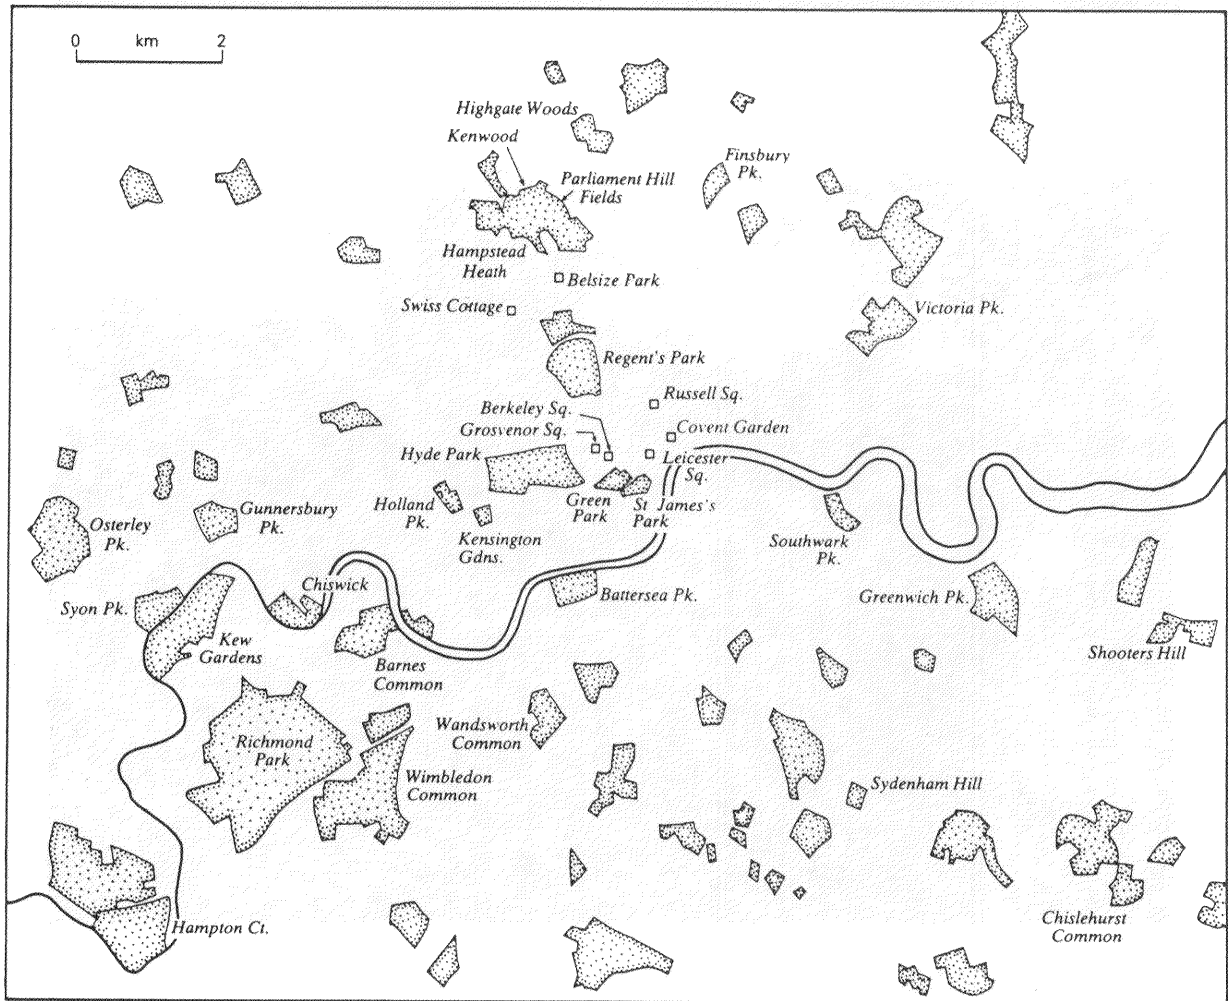 0 km 2
Highgate Woods
Kenwood
Finsbury
Pk.
Parliament Hill
Fields
Hampstead
Heath
Belsize Park
Swiss Cottage
Victoria Pk.
Regent's Park
Russell Sq.
Berkeley Sq.
Grosvenor Sq.
Covent Garden
Hyde Park
Leicester
Sq.
Green
Park
St James's
Park
Holland
Pk.
Kensington
Gdns.
Gunnersbury
Pk.
Osterley
Pk.
Southwark
Pk.
Chiswick
Syon Pk.
Battersea Pk.
Greenwich Pk.
Kew
Gardens
Barnes
Common
Shooters Hill
Wandsworth
Common
Richmond
Park
Wimbledon
Common
Sydenham Hill
Hampton Ct.
Chislehurst
Common